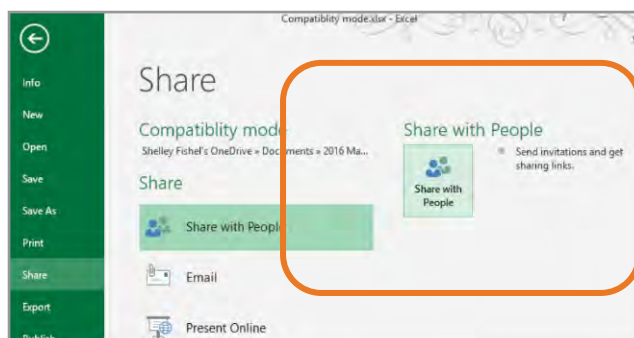 Compatiblity mode.xlsx - Excel
?
Info
New
Open
Save
Save As
Print
Share
Export
Publish
Share
Compatiblity mode
Shelley Fishel's OneDrive » Documents » 2016 Ma...
Share
Share with People
Email
Present Online
Share with People
Share with
People
Send invitations and get
sharing links.